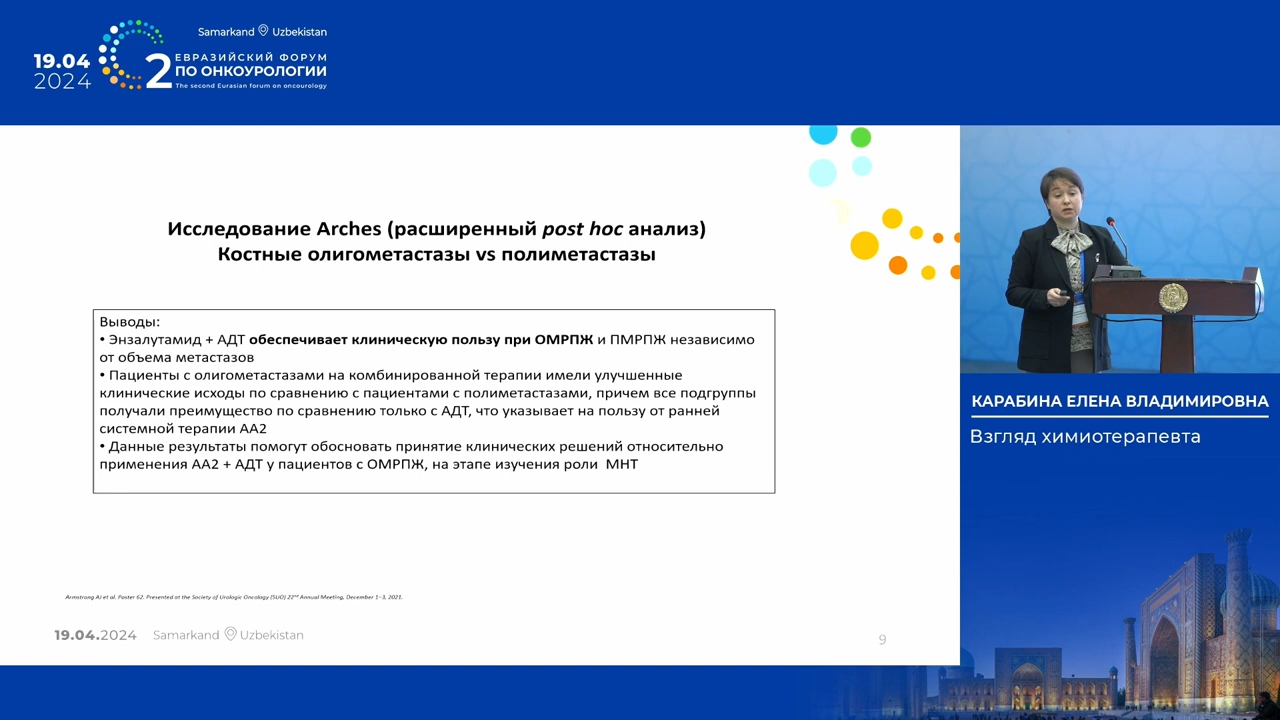 Samarkand Uzbekistan
19.04
2024
2
ЕВРАЗИЙСКИЙ ФОРУМ
ПО ОНКОУРОЛОГИИ
The second Eurasian forum on oncourology
Исследование Arches (расширенный post hoc анализ)
Костные олигометастазы vs полиметастазы
Выводы:
• Энзалутамид + АДТ обеспечивает клиническую пользу при ОМРПЖ и ПМРПЖ независимо
от объема метастазов
• Пациенты с олигометастазами на комбинированной терапии имели улучшенные
клинические исходы по сравнению с пациентами с полиметастазами, причем все подгруппы
получали преимущество по сравнению только с АДТ, что указывает на пользу от ранней
системной терапии АА2
• Данные результаты помогут обосновать принятие клинических решений относительно
применения АА2 + АДТ у пациентов с ОМРПЖ, на этапе изучения роли МНТ
Armstrong AJ et al. Poster 62. Presented at the Society of Urologic Oncology (SUO) 22nd Annual Meeting, December 1–3, 2021.
19.04.2024 Samarkand Uzbekistan
9
КАРАБИНА ЕЛЕНА ВЛАДИМИРОВНА
Взгляд химиотерапевта